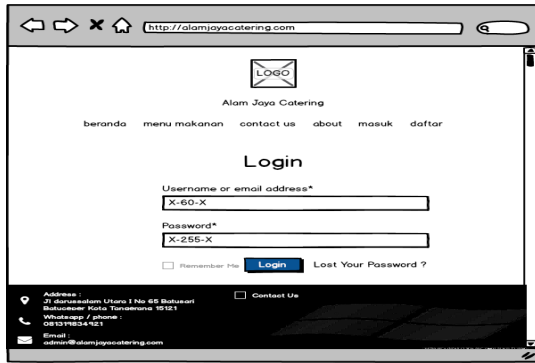 http://alamjayacatering.com
LOGO
Alam Jaya Catering
beranda menu makanan contact us about masuk daftar
Login
Username or email address*
X-60-X
Password*
X-255-X
Remember Me Login Lost Your Password ?
Address :
Jl darussalam Utara I No 65 Batusari
Batuceper Kota Tangerang 15121
Contact Us
Whatsapp / phone :
081319834921
Email :
admin@alamjayacatering.com